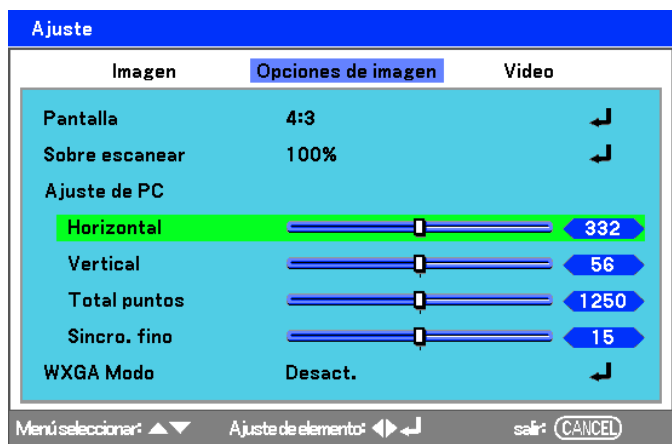 Ajuste
Imagen Opciones de imagen Video
Pantalla 4:3
Sobre escanear 100%
Ajuste de PC
Horizontal 332
Vertical 56
Total puntos 1250
Sincro. fino 15
WXGA Modo Desact.
Menú seleccionar: Ajuste de elemento: salir: CANCEL